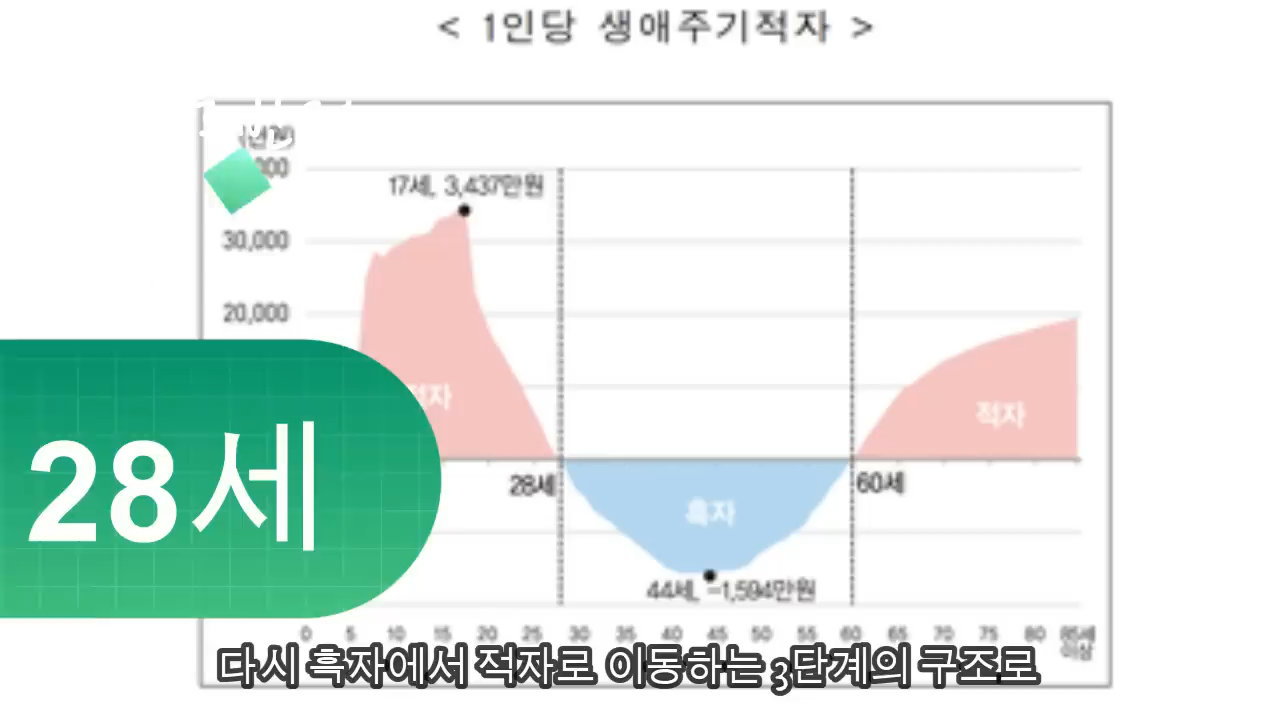 < 1인당 생애주기적자 >
17세, 3,437만원
30,000
20,000
적자
적자
28세
28세
60세
흑자
44세, -1,594만원
0 5 10 15 20 25 30 35 40 45 50 55 60 65 70 75 80 85세
이상
다시 흑자에서 적자로 이동하는 3단계의 구조로